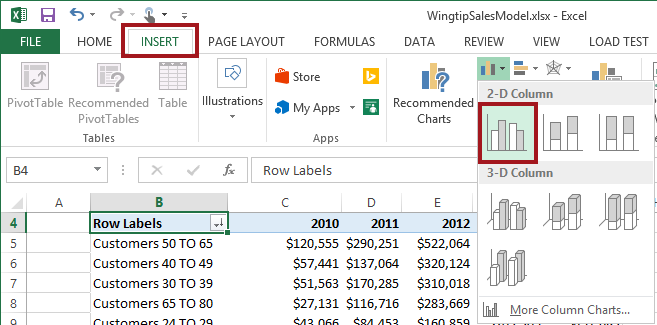 WingtipSalesModel.xlsx - Excel
FILE HOME INSERT PAGE LAYOUT FORMULAS DATA REVIEW VIEW LOAD TEST
PivotTable Recommended PivotTables Table
Tables
Illustrations
Store
My Apps
Apps
Recommended Charts
2-D Column
3-D Column
More Column Charts...
B4 fx Row Labels
A B C D E
4 Row Labels 2010 2011 2012
5 Customers 50 TO 65 $120,555 $290,251 $522,064
6 Customers 40 TO 49 $57,441 $137,064 $320,124
7 Customers 30 TO 39 $51,563 $170,285 $310,018
8 Customers 65 TO 80 $27,131 $116,716 $283,669
9 Customers 24 TO 29 $43,066 $84,453 $160,859